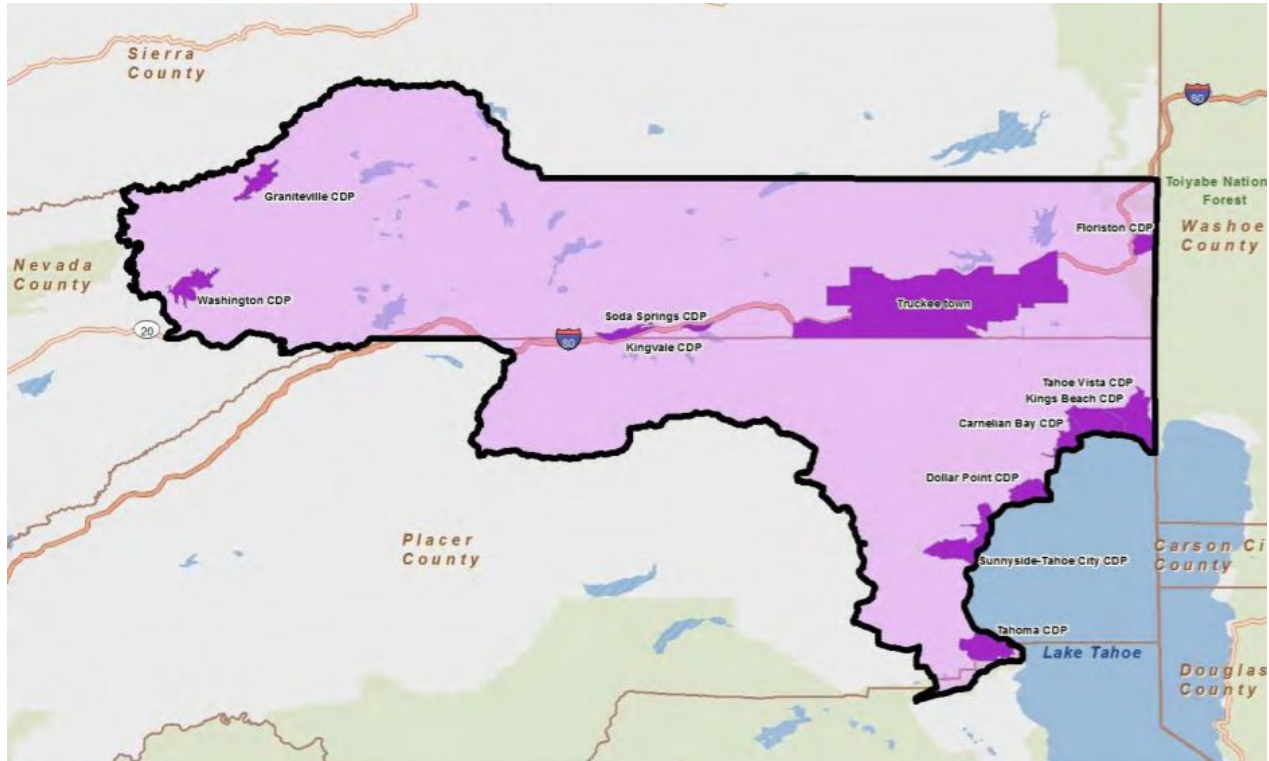 Sierra
County
80
Toiyabe Nation
Forest
Graniteville CDP
Floriston CDP
Washoe
County
Nevada
County
Washington CDP
Truckee town
Soda Springs CDP
20
80
Kingvale CDP
Tahoe Vista CDP
Kings Beach CDP
Carnelian Bay CDP
Dollar Point CDP
Placer
County
Carson Ci
County
Sunnyside-Tahoe City CDP
Tahoma CDP
Lake Tahoe
Douglas
County